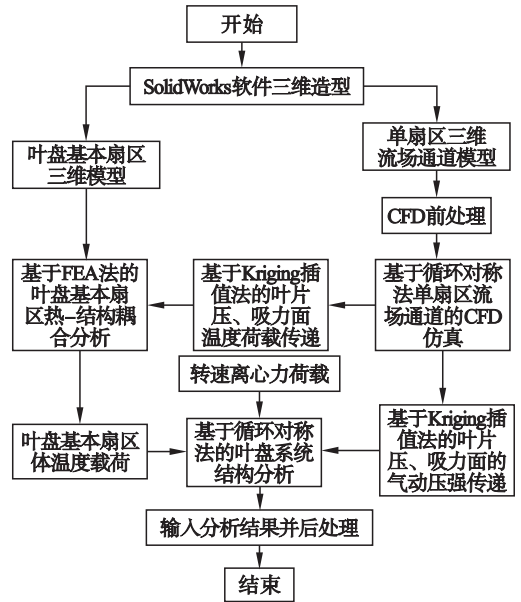 开始
SolidWorks软件三维造型
叶盘基本扇区
三维模型
单扇区三维
流场通道模型
CFD前处理
基于FEA法的
叶盘基本扇
区热-结构耦
合分析
基于Kriging插
值法的叶片
压、吸力面
温度荷载传递
基于循环对称
法单扇区流
场通道的CFD
仿真
转速离心力荷载
叶盘基本扇区
体温度载荷
基于循环对称
法的叶盘系统
结构分析
基于Kriging插
值法的叶片
压、吸力面的
气动压强传递
输入分析结果并后处理
结束